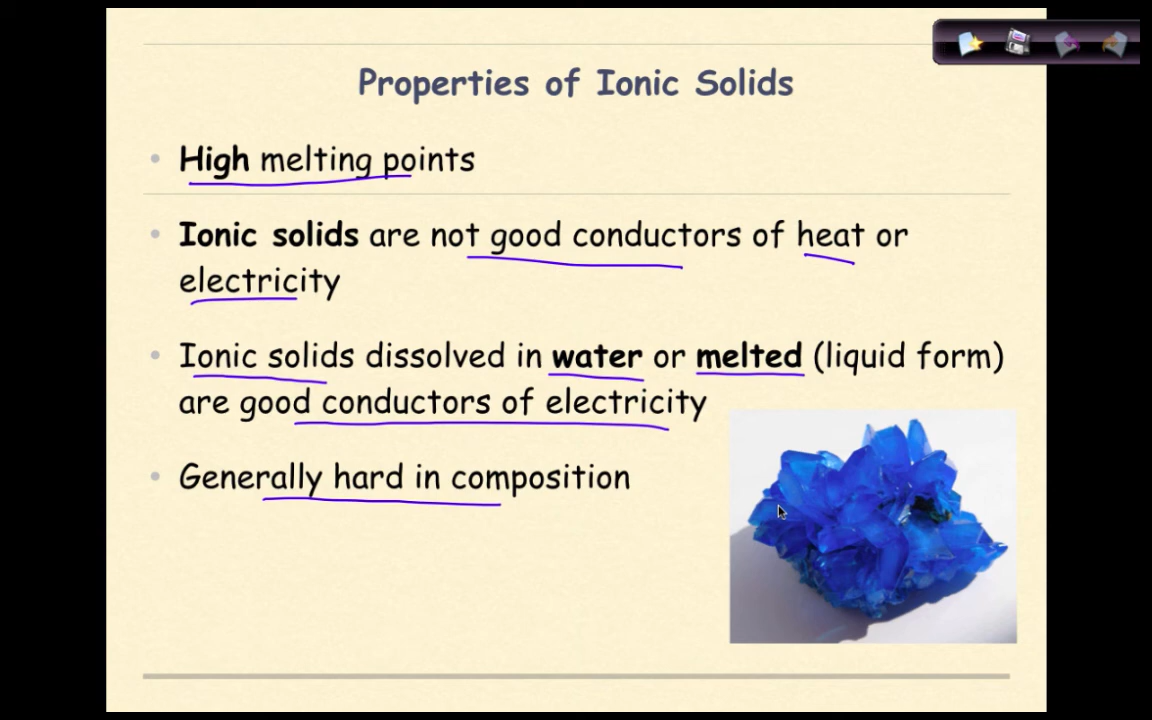 Properties of Ionic Solids
• High melting points
• Ionic solids are not good conductors of heat or
electricity
• Ionic solids dissolved in water or melted (liquid form)
are good conductors of electricity
• Generally hard in composition